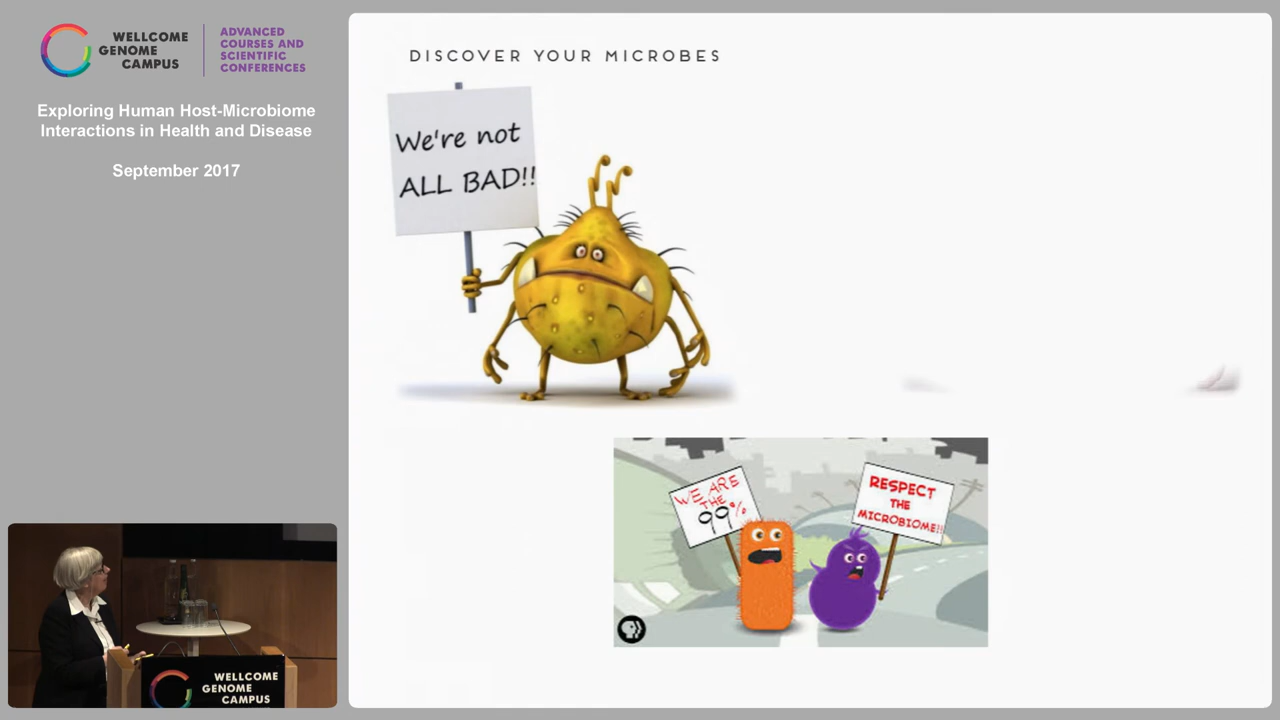 WELLCOME
GENOME
CAMPUS
ADVANCED
COURSES AND
SCIENTIFIC
CONFERENCES
Exploring Human Host-Microbiome
Interactions in Health and Disease
September 2017
DISCOVER YOUR MICROBES
We're not
ALL BAD!!
WE ARE
THE
99%
RESPECT
THE
MICROBIOME!!
WELLCOME
GENOME
CAMPUS